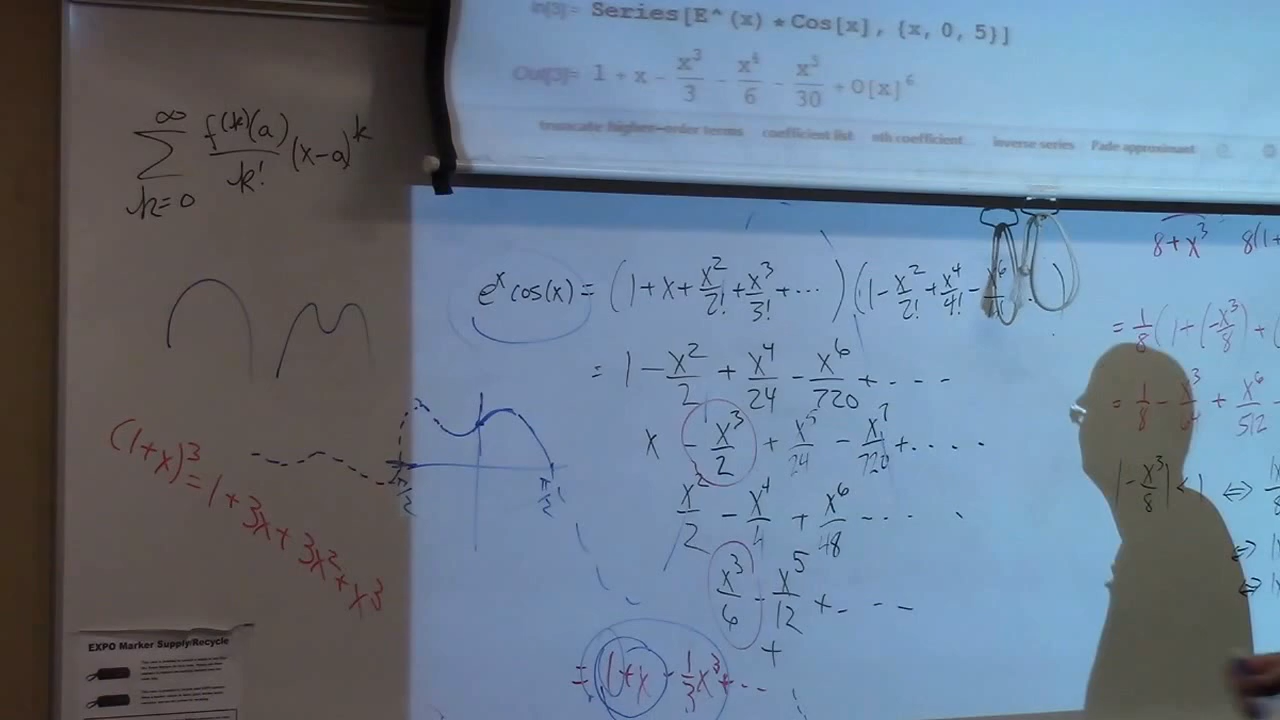 In[3]:= Series[E^(x) * Cos[x], {x, 0, 5}]
Out[3]= 1 + x - x^3/3 - x^4/6 - x^5/30 + O[x]^6
truncate higher-order terms coefficient list nth coefficient inverse series Padé approximant
∑_{k=0}^{∞} f^{(k)}(a)/k! (x-a)^k
8+x^3 8(1+
e^x cos(x) = (1+x+x^2/2!+x^3/3!+···)(1-x^2/2!+x^4/4!-x^6
= 1/8(1+(-x^3/8)+(
= 1-x^2/2+x^4/24-x^6/720+----
= 1/8 - x^3/64 + x^6/512 -
x - x^3/2 + x^5/24 - x^7/720 + ....
|-x^3/8| < 1 ⇔
(1+x)^3 = 1+3x+3x^2+x^3
-π/2 π/2
x^2/2 - x^4/4 + x^6/48 ----
⇔
x^3/6 - x^5/12 + ---
⇔
+
= 1+x - 1/3 x^3 + ...
EXPO Marker Supply/Recycle